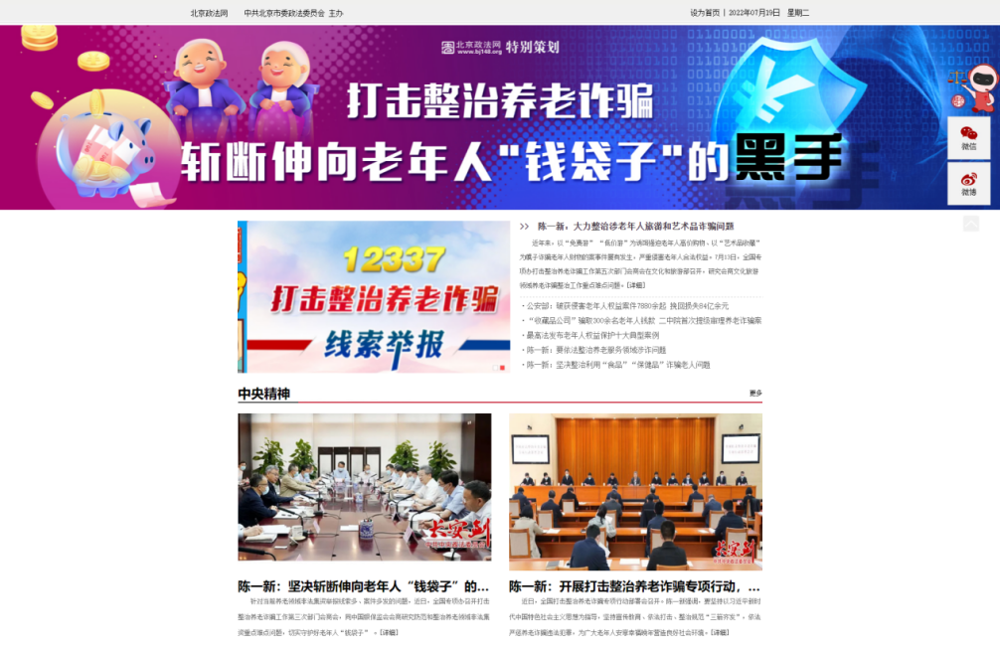 北京政法网 中共北京市委政法委员会 主办
设为首页 | 2022年07月19日 星期二
北京政法网 www.bj148.org 特别策划
打击整治养老诈骗
斩断伸向老年人"钱袋子"的黑手
微信
微博
12337
打击整治养老诈骗
线索举报
>> 陈一新：大力整治涉老年人旅游和艺术品诈骗问题
近年来，以“免费游”“低价游”为诱饵强迫老年人高价购物、以“艺术品收藏”
为幌子诈骗老年人财物的案事件屡有发生，严重侵害老年人合法权益。7月13日，全国专
项办打击整治养老诈骗工作第五次部门会商会在文化和旅游部召开，研究会商文化旅游
领域养老诈骗整治工作重点难点问题。[详细]
· 公安部：破获侵害老年人权益案件7880余起 挽回损失84亿余元
· “收藏品公司”骗取300余名老年人钱款 二中院首次提级审理养老诈骗案
· 最高法发布老年人权益保护十大典型案例
· 陈一新：要依法整治养老服务领域涉诈问题
· 陈一新：坚决整治利用“食品”“保健品”诈骗老人问题
中央精神
更多
长安剑
长安剑
陈一新：坚决斩断伸向老年人“钱袋子”的...
针对当前养老领域非法集资举报线索多、案件多发的问题，近日，全国专项办召开打击
整治养老诈骗工作第三次部门会商会，同中国银保监会会商研究防范和整治养老领域非法集
资重点难点问题，切实守护好老年人“钱袋子”。[详细]
陈一新：开展打击整治养老诈骗专项行动，...
近日，全国打击整治养老诈骗专项行动部署会召开。陈一新强调，要坚持以习近平新时
代中国特色社会主义思想为指导，坚持宣传教育、依法打击、整治规范“三箭齐发”，依法
严惩养老诈骗违法犯罪，为广大老年人安享幸福晚年营造良好社会环境。[详细]